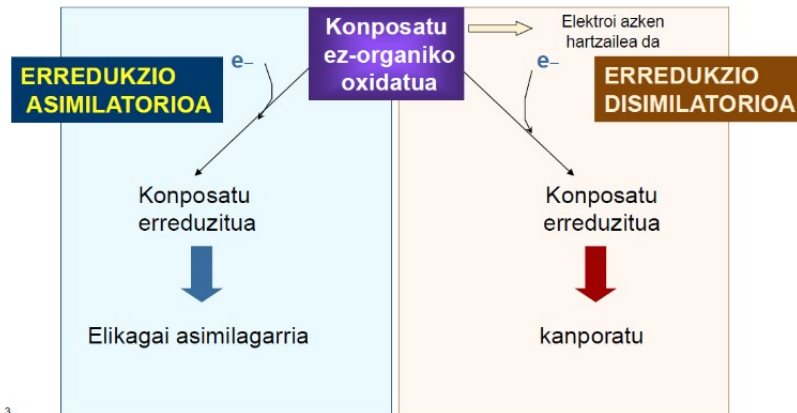 Konposatu
ez-organiko
oxidatua
Elektroi azken
hartzailea da
e–
ERREDUKZIO
ASIMILATORIOA
e–
ERREDUKZIO
DISIMILATORIOA
Konposatu
erreduzitua
Konposatu
erreduzitua
Elikagai asimilagarria
kanporatu
3